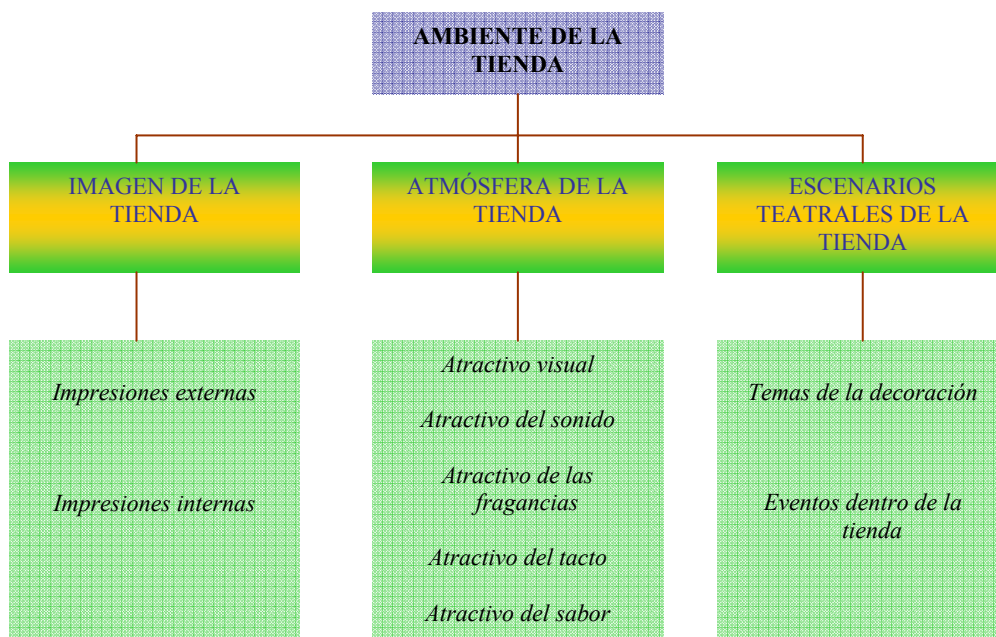 AMBIENTE DE LA
TIENDA
IMAGEN DE LA
TIENDA
Impresiones externas
Impresiones internas
ATMÓSFERA DE LA
TIENDA
Atractivo visual
Atractivo del sonido
Atractivo de las
fragancias
Atractivo del tacto
Atractivo del sabor
ESCENARIOS
TEATRALES DE LA
TIENDA
Temas de la decoración
Eventos dentro de la
tienda